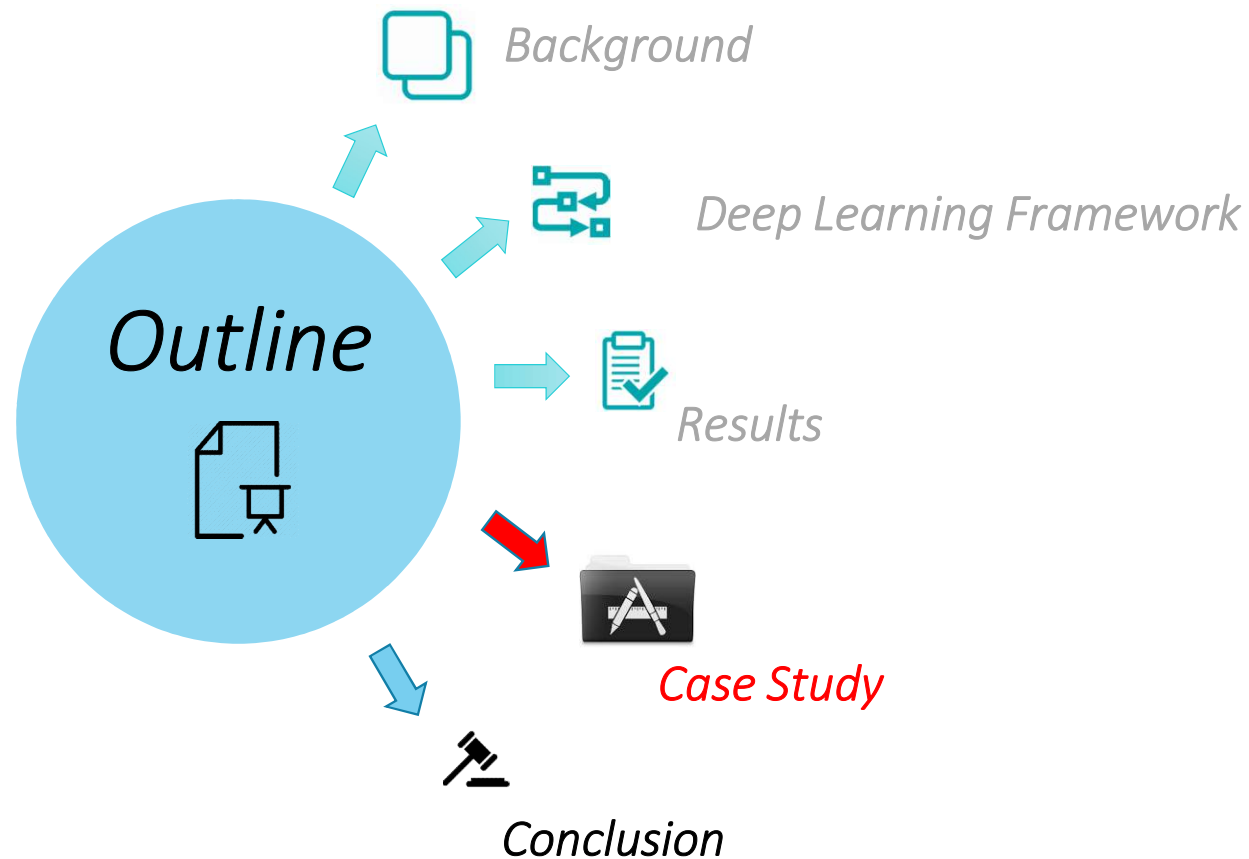 Background
Deep Learning Framework
Outline
Results
Case Study
Conclusion